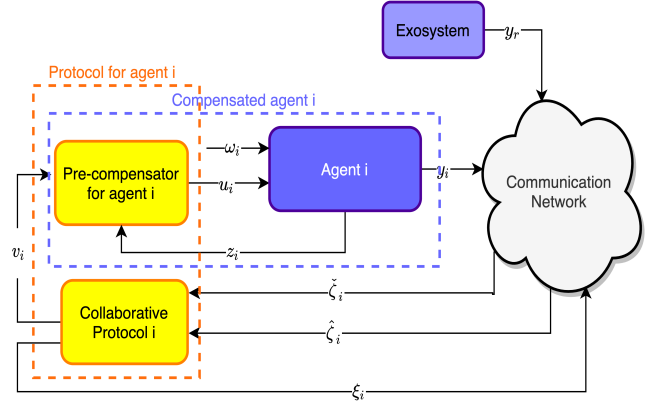 Exosystem
y_r
Protocol for agent i
Compensated agent i
Pre-compensator
for agent i
ω_i
u_i
Agent i
y_i
Communication
Network
z_i
v_i
Collaborative
Protocol i
ζ̌_i
ζ̂_i
ξ_i